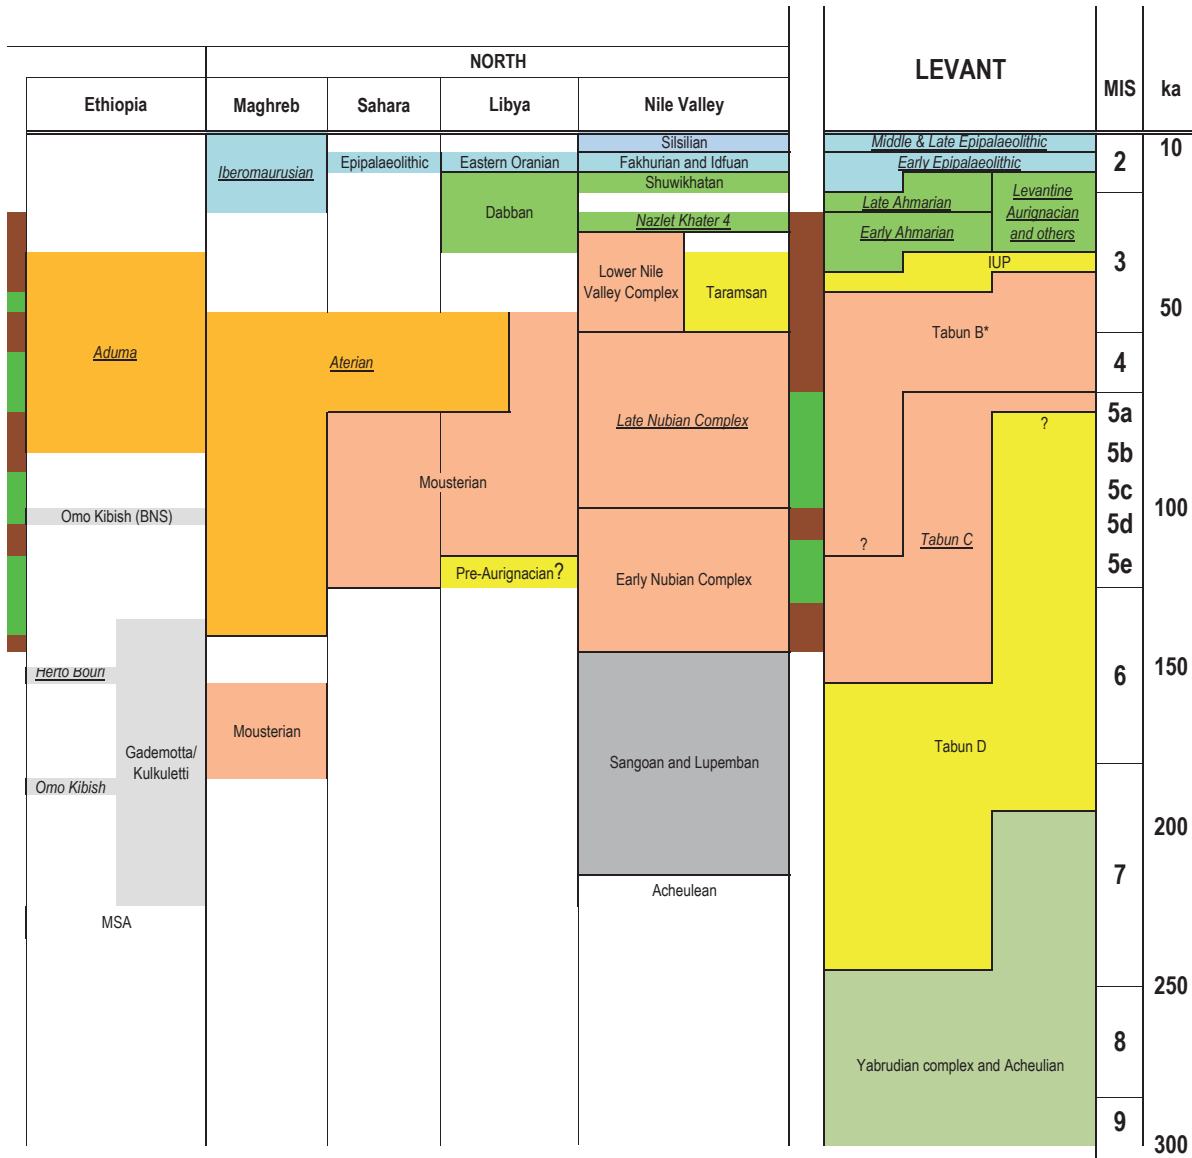 NORTH
LEVANT
MIS
ka
Ethiopia
Maghreb
Sahara
Libya
Nile Valley
Iberomaurusian
Epipalaeolithic
Eastern Oranian
Silsilian
Fakhurian and Idfuan
Shuwikhatan
Dabban
Nazlet Khater 4
Lower Nile
Valley Complex
Taramsan
Aduma
Aterian
Late Nubian Complex
Mousterian
Omo Kibish (BNS)
Pre-Aurignacian?
Early Nubian Complex
Herto Bouri
Mousterian
Gademotta/
Kulkuletti
Omo Kibish
Sangoan and Lupemban
MSA
Acheulean
Middle & Late Epipalaeolithic
Early Epipalaeolithic
Late Ahmarian
Early Ahmarian
Levantine
Aurignacian
and others
IUP
Tabun B*
?
?
Tabun C
Tabun D
Yabrudian complex and Acheulian
2
3
4
5a
5b
5c
5d
5e
6
7
8
9
10
50
100
150
200
250
300